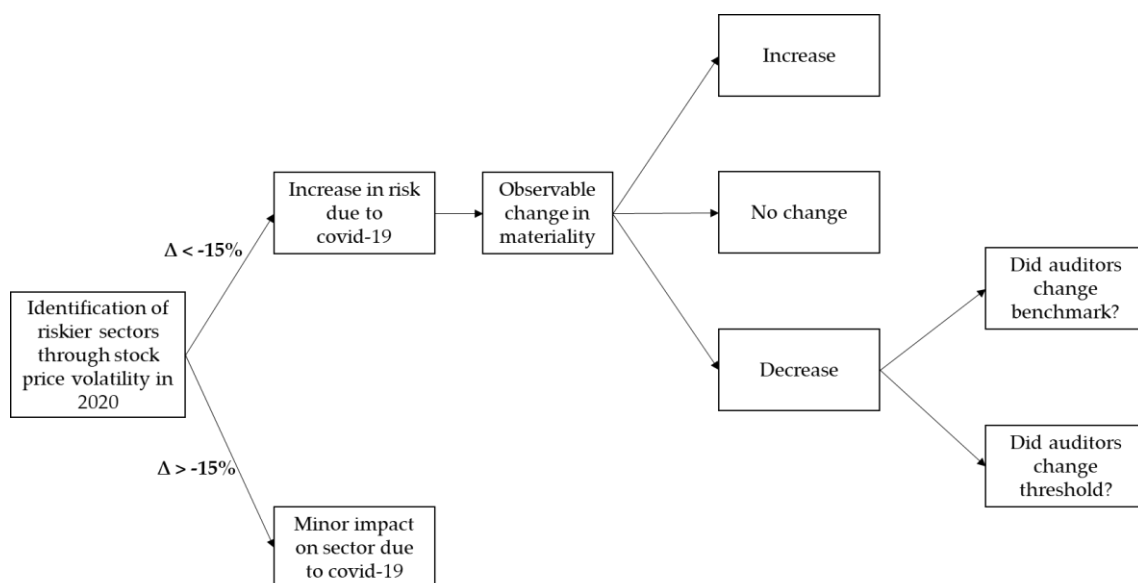 Identification of
riskier sectors
through stock
price volatility in
2020
Δ < -15%
Δ > -15%
Increase in risk
due to
covid-19
Minor impact
on sector due
to covid-19
Observable
change in
materiality
Increase
No change
Decrease
Did auditors
change
benchmark?
Did auditors
change
threshold?